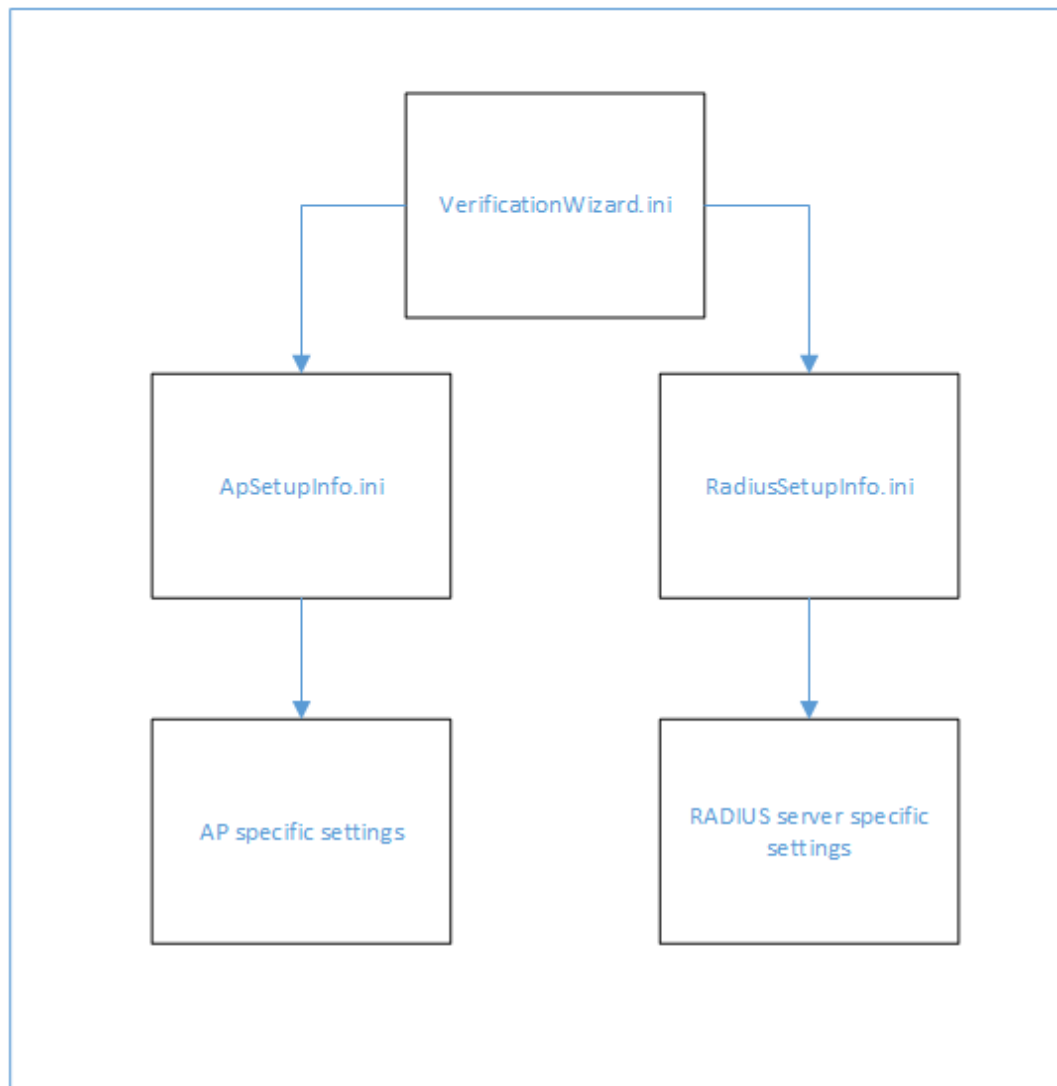 VerificationWizard.ini
ApSetupInfo.ini
RadiusSetupInfo.ini
AP specific settings
RADIUS server specific
settings